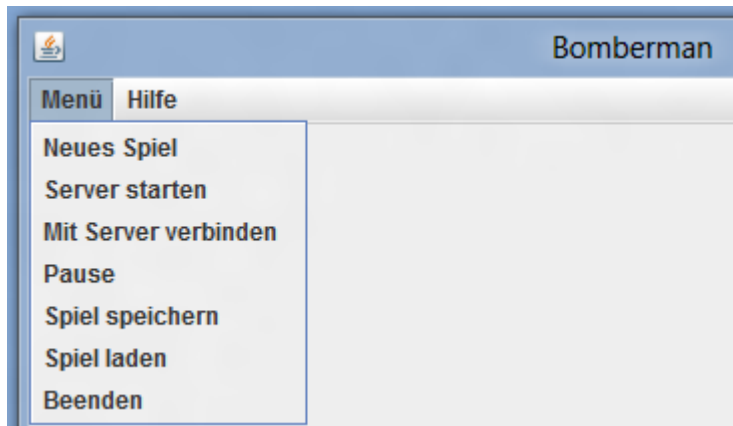 Bomberman
Menü Hilfe
Neues Spiel
Server starten
Mit Server verbinden
Pause
Spiel speichern
Spiel laden
Beenden